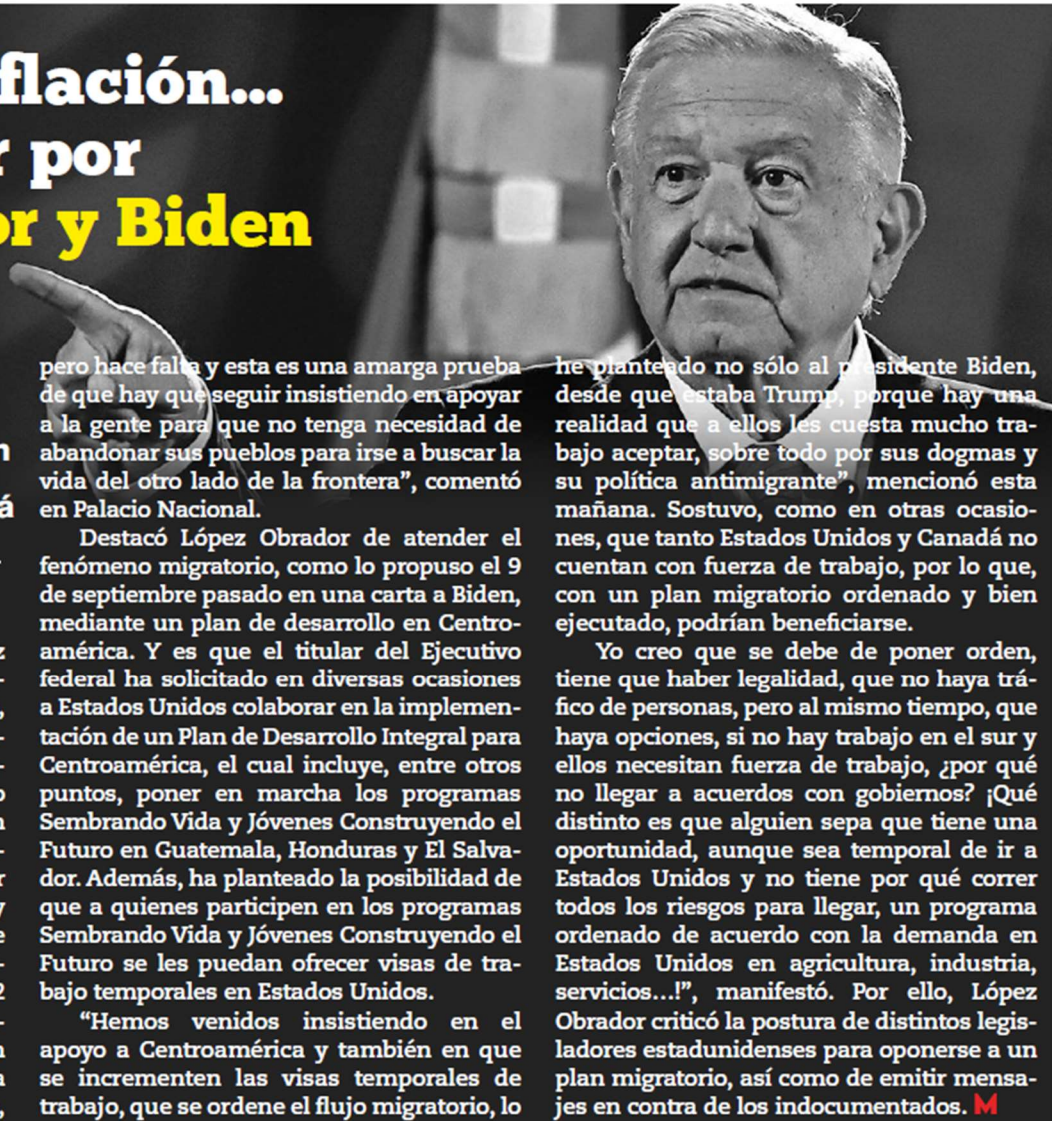 flación...
r por
or y Biden
n
á
z
-
,
-
-
o
n
-
r
y
e
-
2
-
n
a
,
pero hace falta y esta es una amarga prueba
de que hay que seguir insistiendo en apoyar
a la gente para que no tenga necesidad de
abandonar sus pueblos para irse a buscar la
vida del otro lado de la frontera”, comentó
en Palacio Nacional.
Destacó López Obrador de atender el
fenómeno migratorio, como lo propuso el 9
de septiembre pasado en una carta a Biden,
mediante un plan de desarrollo en Centro-
américa. Y es que el titular del Ejecutivo
federal ha solicitado en diversas ocasiones
a Estados Unidos colaborar en la implemen-
tación de un Plan de Desarrollo Integral para
Centroamérica, el cual incluye, entre otros
puntos, poner en marcha los programas
Sembrando Vida y Jóvenes Construyendo el
Futuro en Guatemala, Honduras y El Salva-
dor. Además, ha planteado la posibilidad de
que a quienes participen en los programas
Sembrando Vida y Jóvenes Construyendo el
Futuro se les puedan ofrecer visas de tra-
bajo temporales en Estados Unidos.
“Hemos venidos insistiendo en el
apoyo a Centroamérica y también en que
se incrementen las visas temporales de
trabajo, que se ordene el flujo migratorio, lo
he planteado no sólo al presidente Biden,
desde que estaba Trump, porque hay una
realidad que a ellos les cuesta mucho tra-
bajo aceptar, sobre todo por sus dogmas y
su política antimigrante”, mencionó esta
mañana. Sostuvo, como en otras ocasio-
nes, que tanto Estados Unidos y Canadá no
cuentan con fuerza de trabajo, por lo que,
con un plan migratorio ordenado y bien
ejecutado, podrían beneficiarse.
Yo creo que se debe de poner orden,
tiene que haber legalidad, que no haya trá-
fico de personas, pero al mismo tiempo, que
haya opciones, si no hay trabajo en el sur y
ellos necesitan fuerza de trabajo, ¿por qué
no llegar a acuerdos con gobiernos? ¡Qué
distinto es que alguien sepa que tiene una
oportunidad, aunque sea temporal de ir a
Estados Unidos y no tiene por qué correr
todos los riesgos para llegar, un programa
ordenado de acuerdo con la demanda en
Estados Unidos en agricultura, industria,
servicios...!”, manifestó. Por ello, López
Obrador criticó la postura de distintos legis-
ladores estadunidenses para oponerse a un
plan migratorio, así como de emitir mensa-
jes en contra de los indocumentados. M